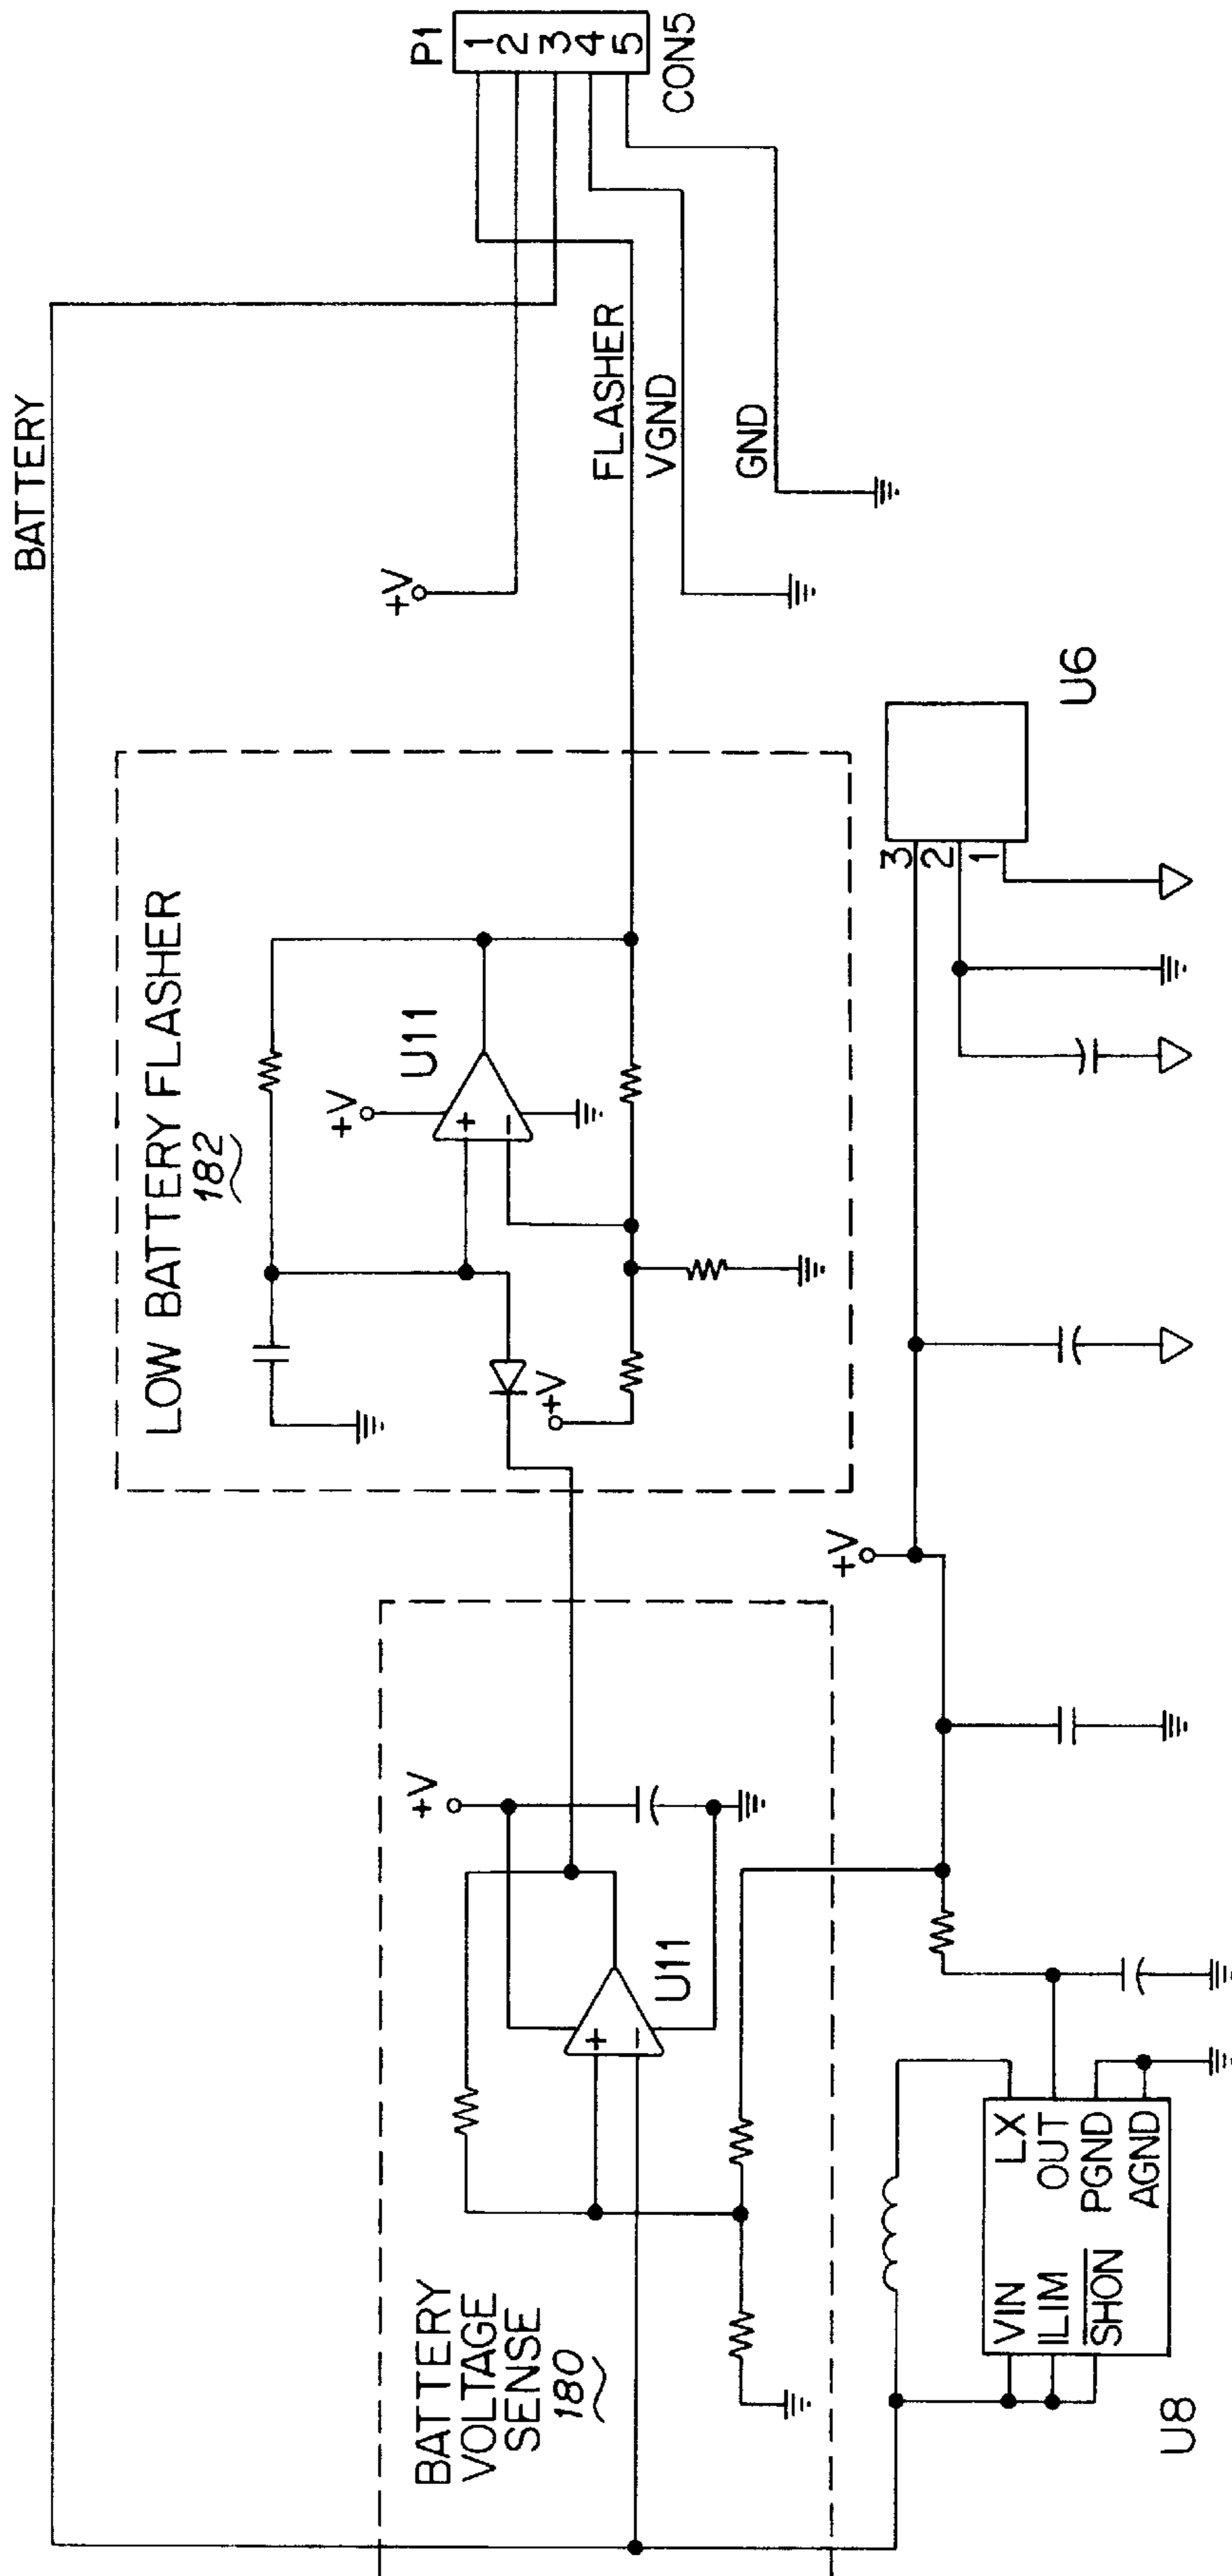 BATTERY
P1
1
2
3
4
5
CON5
+V
FLASHER
VGND
GND
LOW BATTERY FLASHER
182
+V
U11
+
−
+V
3
2
1
U6
BATTERY
VOLTAGE
SENSE
180
+V
+
−
U11
+V
VIN
ILIM
SHON
LX
OUT
PGND
AGND
U8